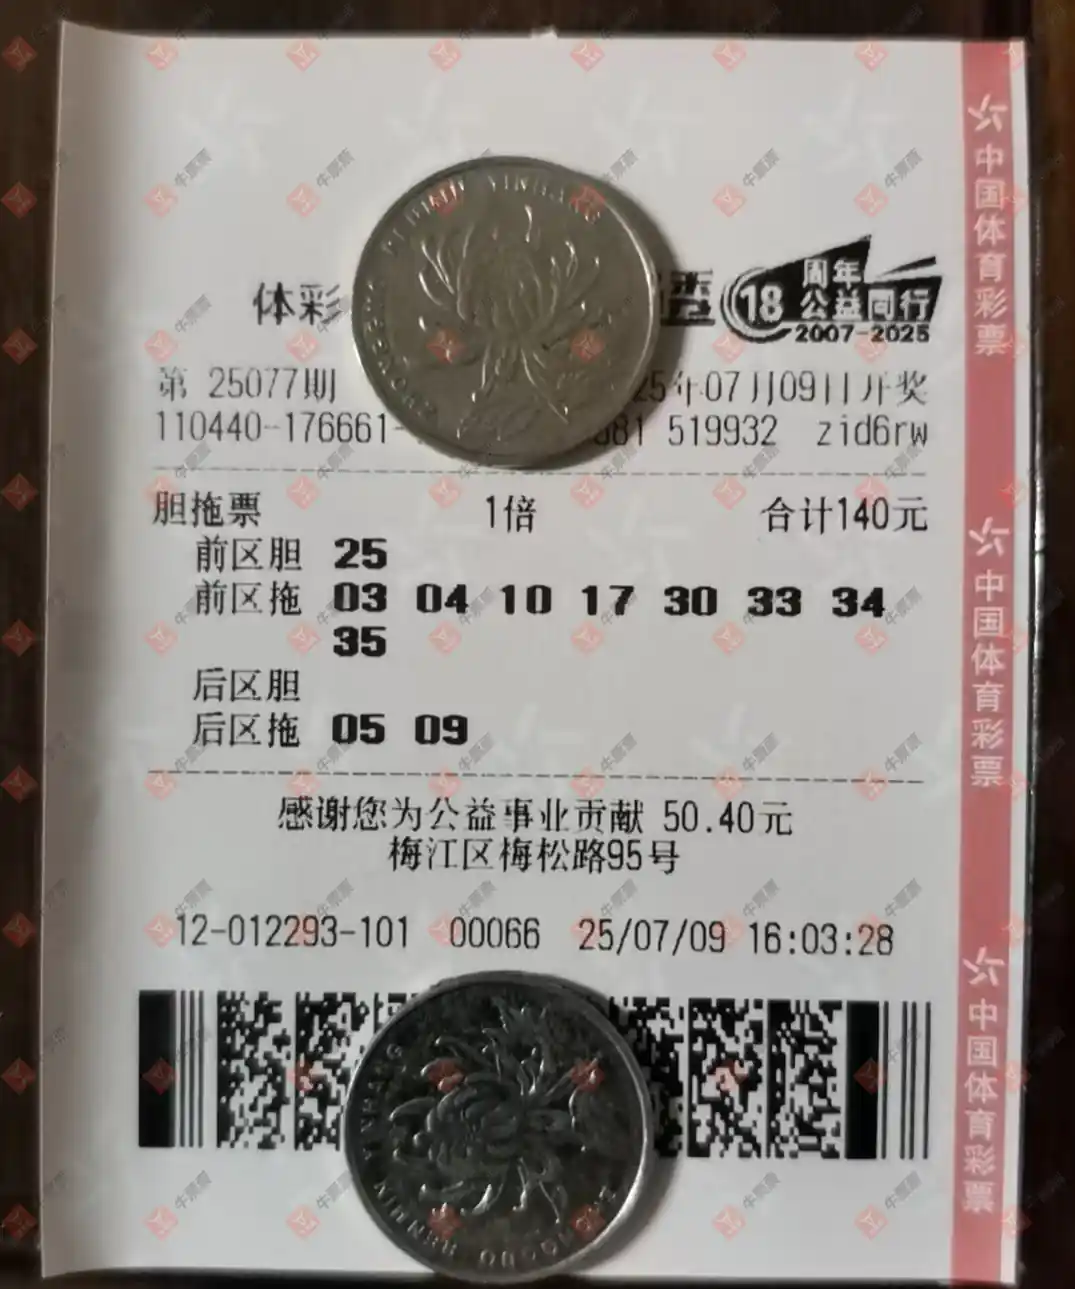 体彩
18 周年
公益同行
2007-2025
第 25077期 25年07月09日开奖
110440-176661- 881 519932 zid6rw
胆拖票 1倍 合计140元
前区胆 25
前区拖 03 04 10 17 30 33 34
35
后区胆
后区拖 05 09
感谢您为公益事业贡献 50.40元
梅江区梅松路95号
12-012293-101 00066 25/07/09 16:03:28
中国体育彩票
中国体育彩票
中国体育彩票
牛票票